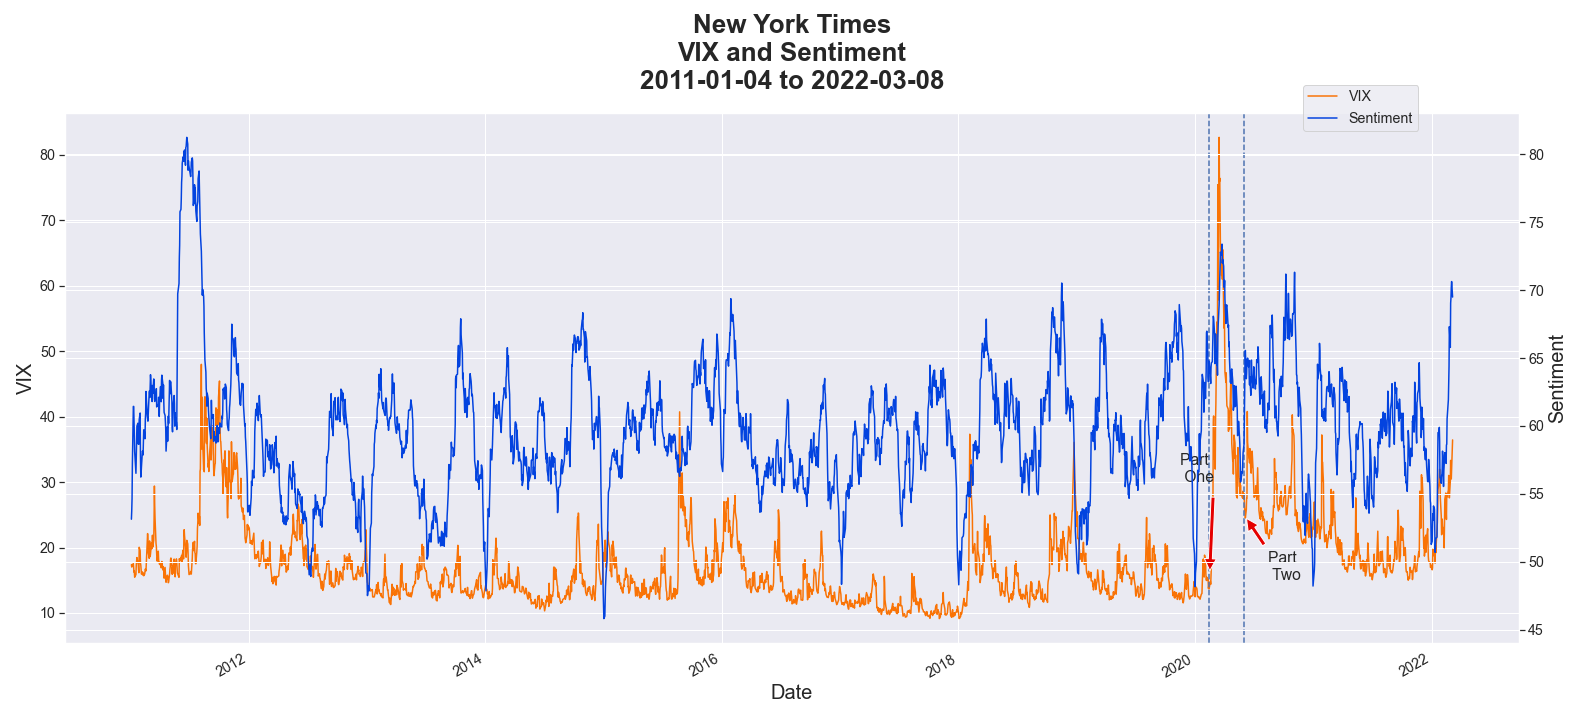 New York Times
VIX and Sentiment
2011-01-04 to 2022-03-08
VIX
Sentiment
80
70
60
50
40
30
20
10
VIX
80
75
70
65
60
55
50
45
Sentiment
Part
One
Part
Two
2012
2014
2016
2018
2020
2022
Date